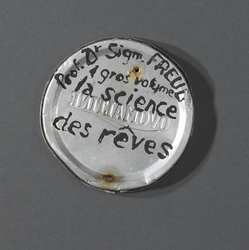 Prof. Dr Sigm. FREUD
1 gros volume
la science
des rêves